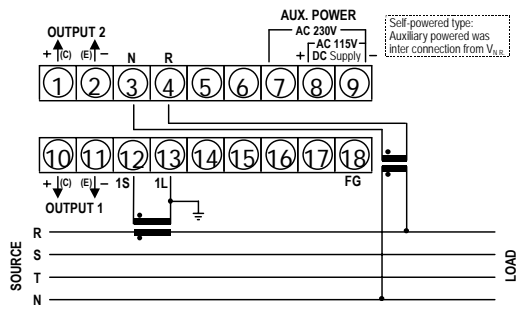 AUX. POWER
AC 230V
AC 115V
+ DC Supply -
Self-powered type:
Auxiliary powered was
inter connection from V N.R.
OUTPUT 2
+ (C) (E) -
N R
1 2 3 4 5 6 7 8 9
10 11 12 13 14 15 16 17 18
+ (C) (E) - 1S 1L FG
OUTPUT 1
SOURCE
R
S
T
N
LOAD